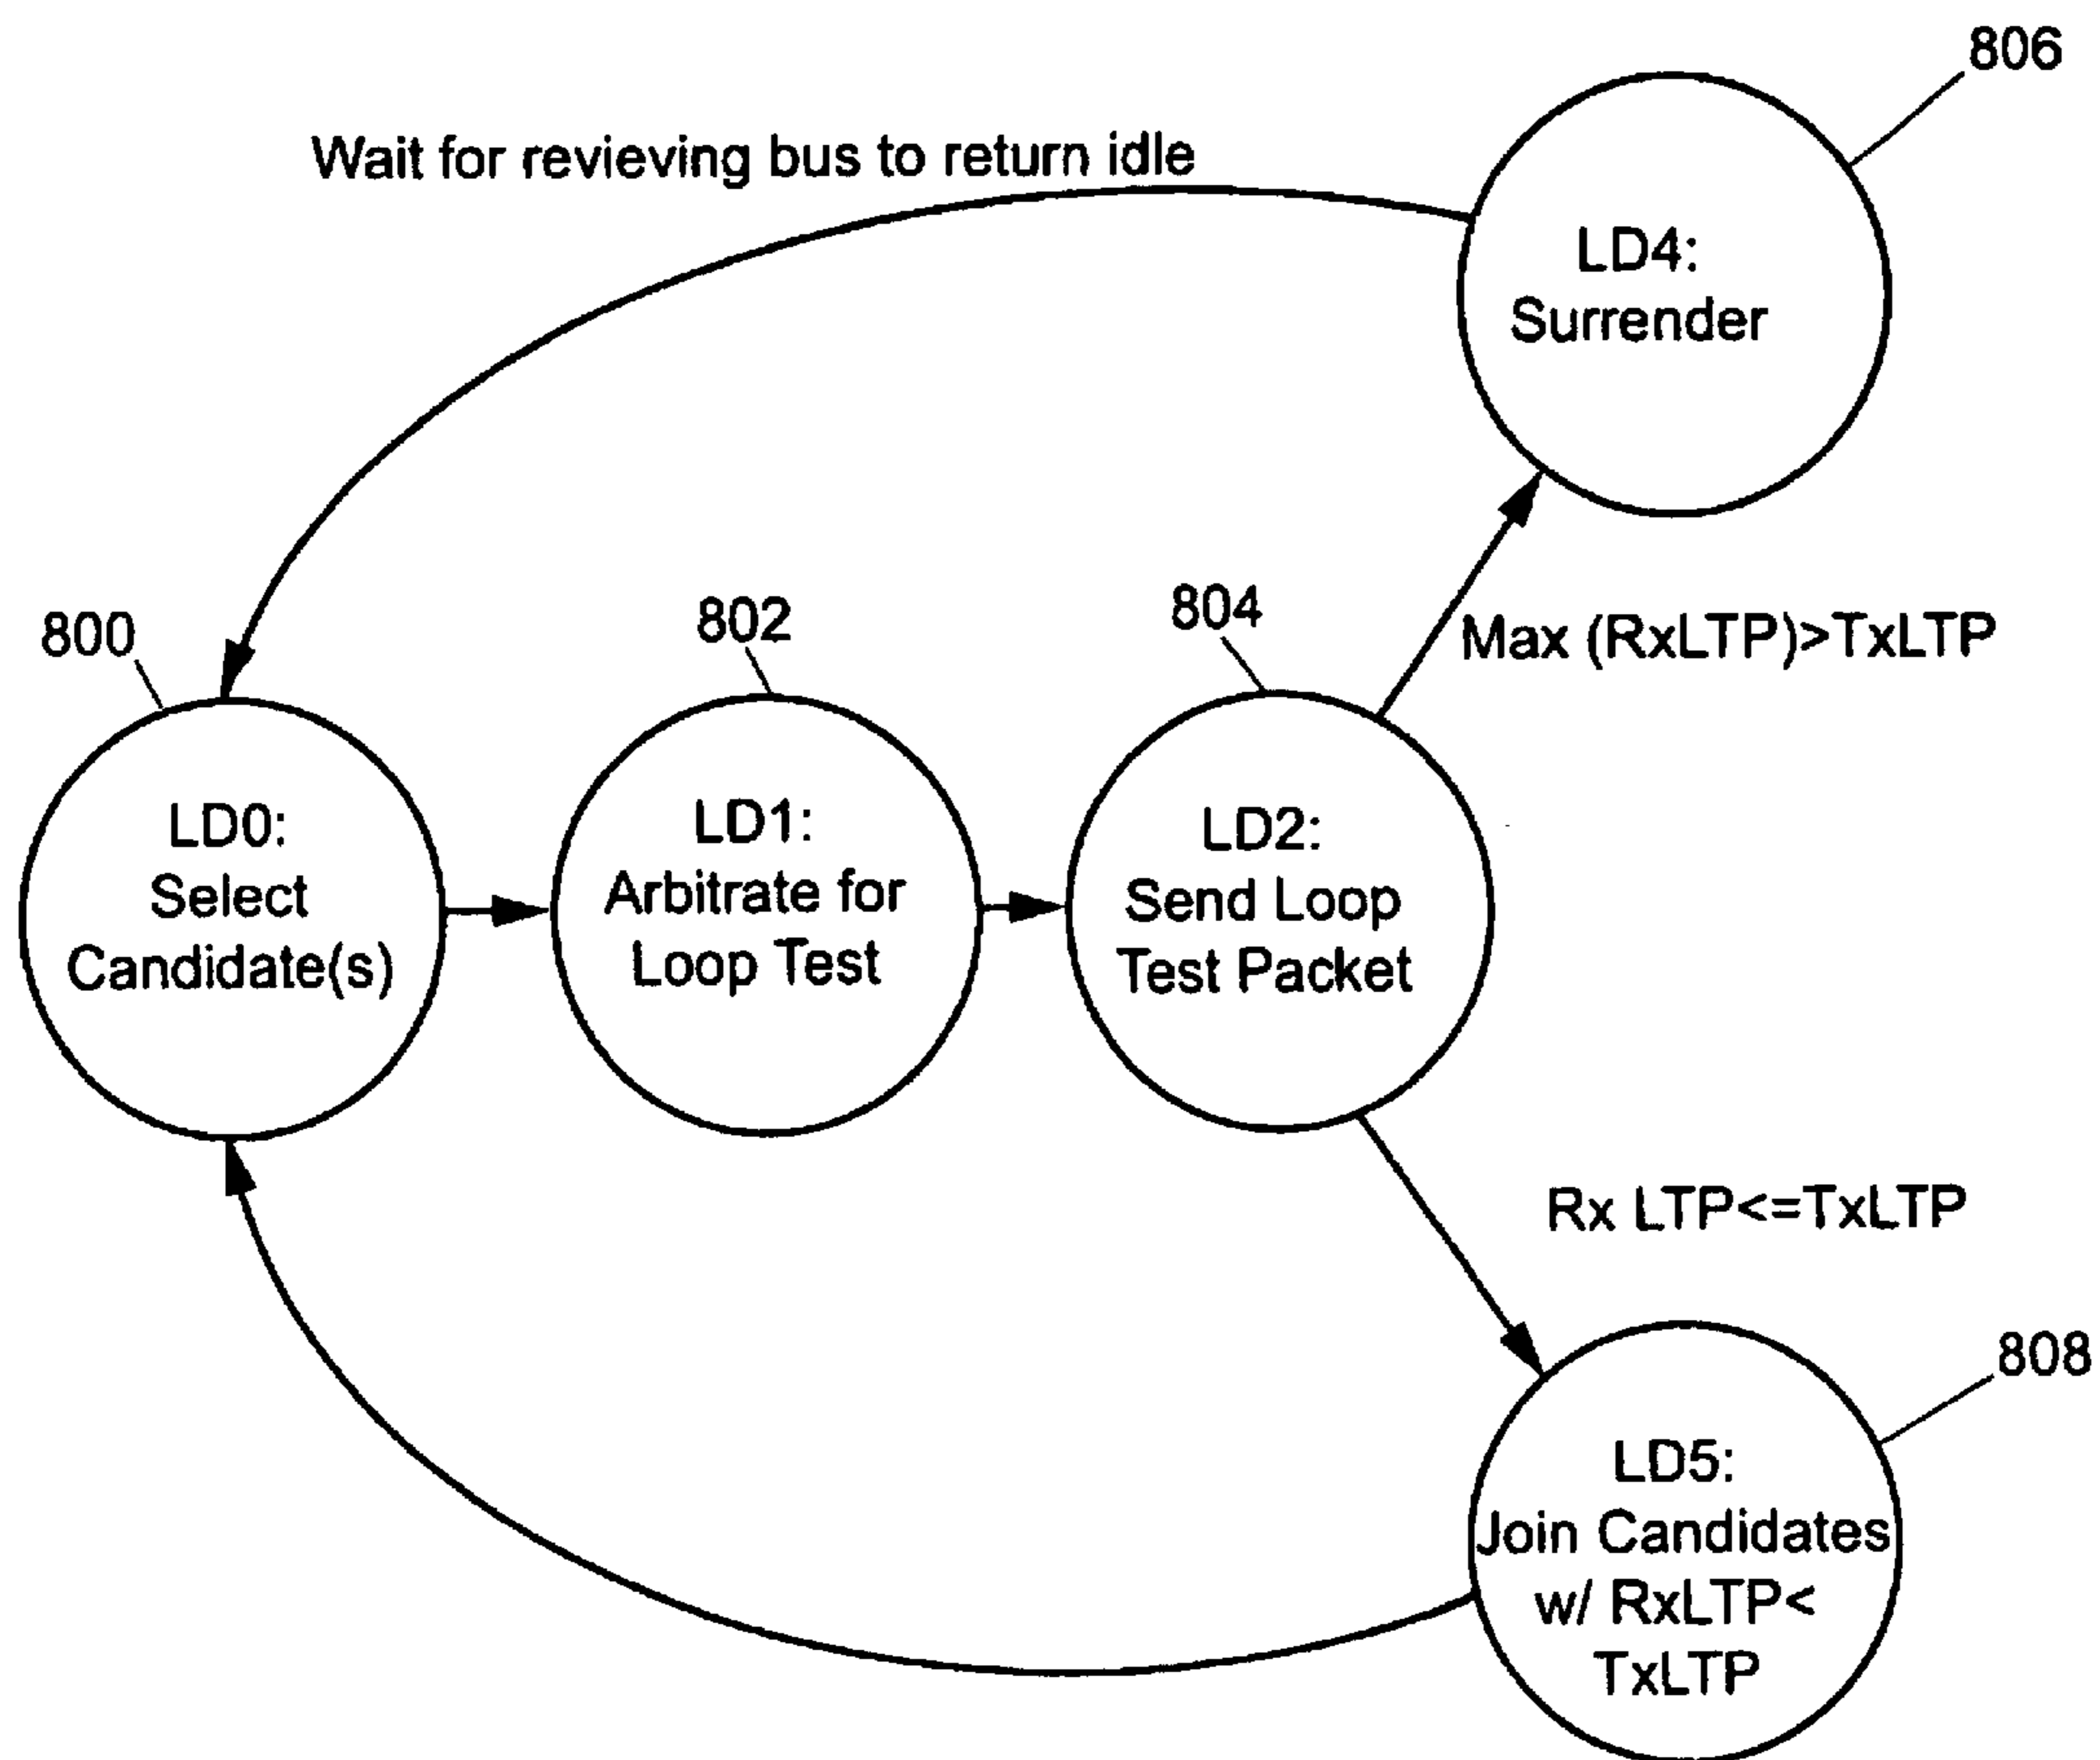 806
Wait for revieving bus to return idle
LD4:
Surrender
800
802
804
Max (RxLTP)>TxLTP
LD0:
Select
Candidate(s)
LD1:
Arbitrate for
Loop Test
LD2:
Send Loop
Test Packet
Rx LTP<=TxLTP
808
LD5:
Join Candidates
w/ RxLTP<
TxLTP